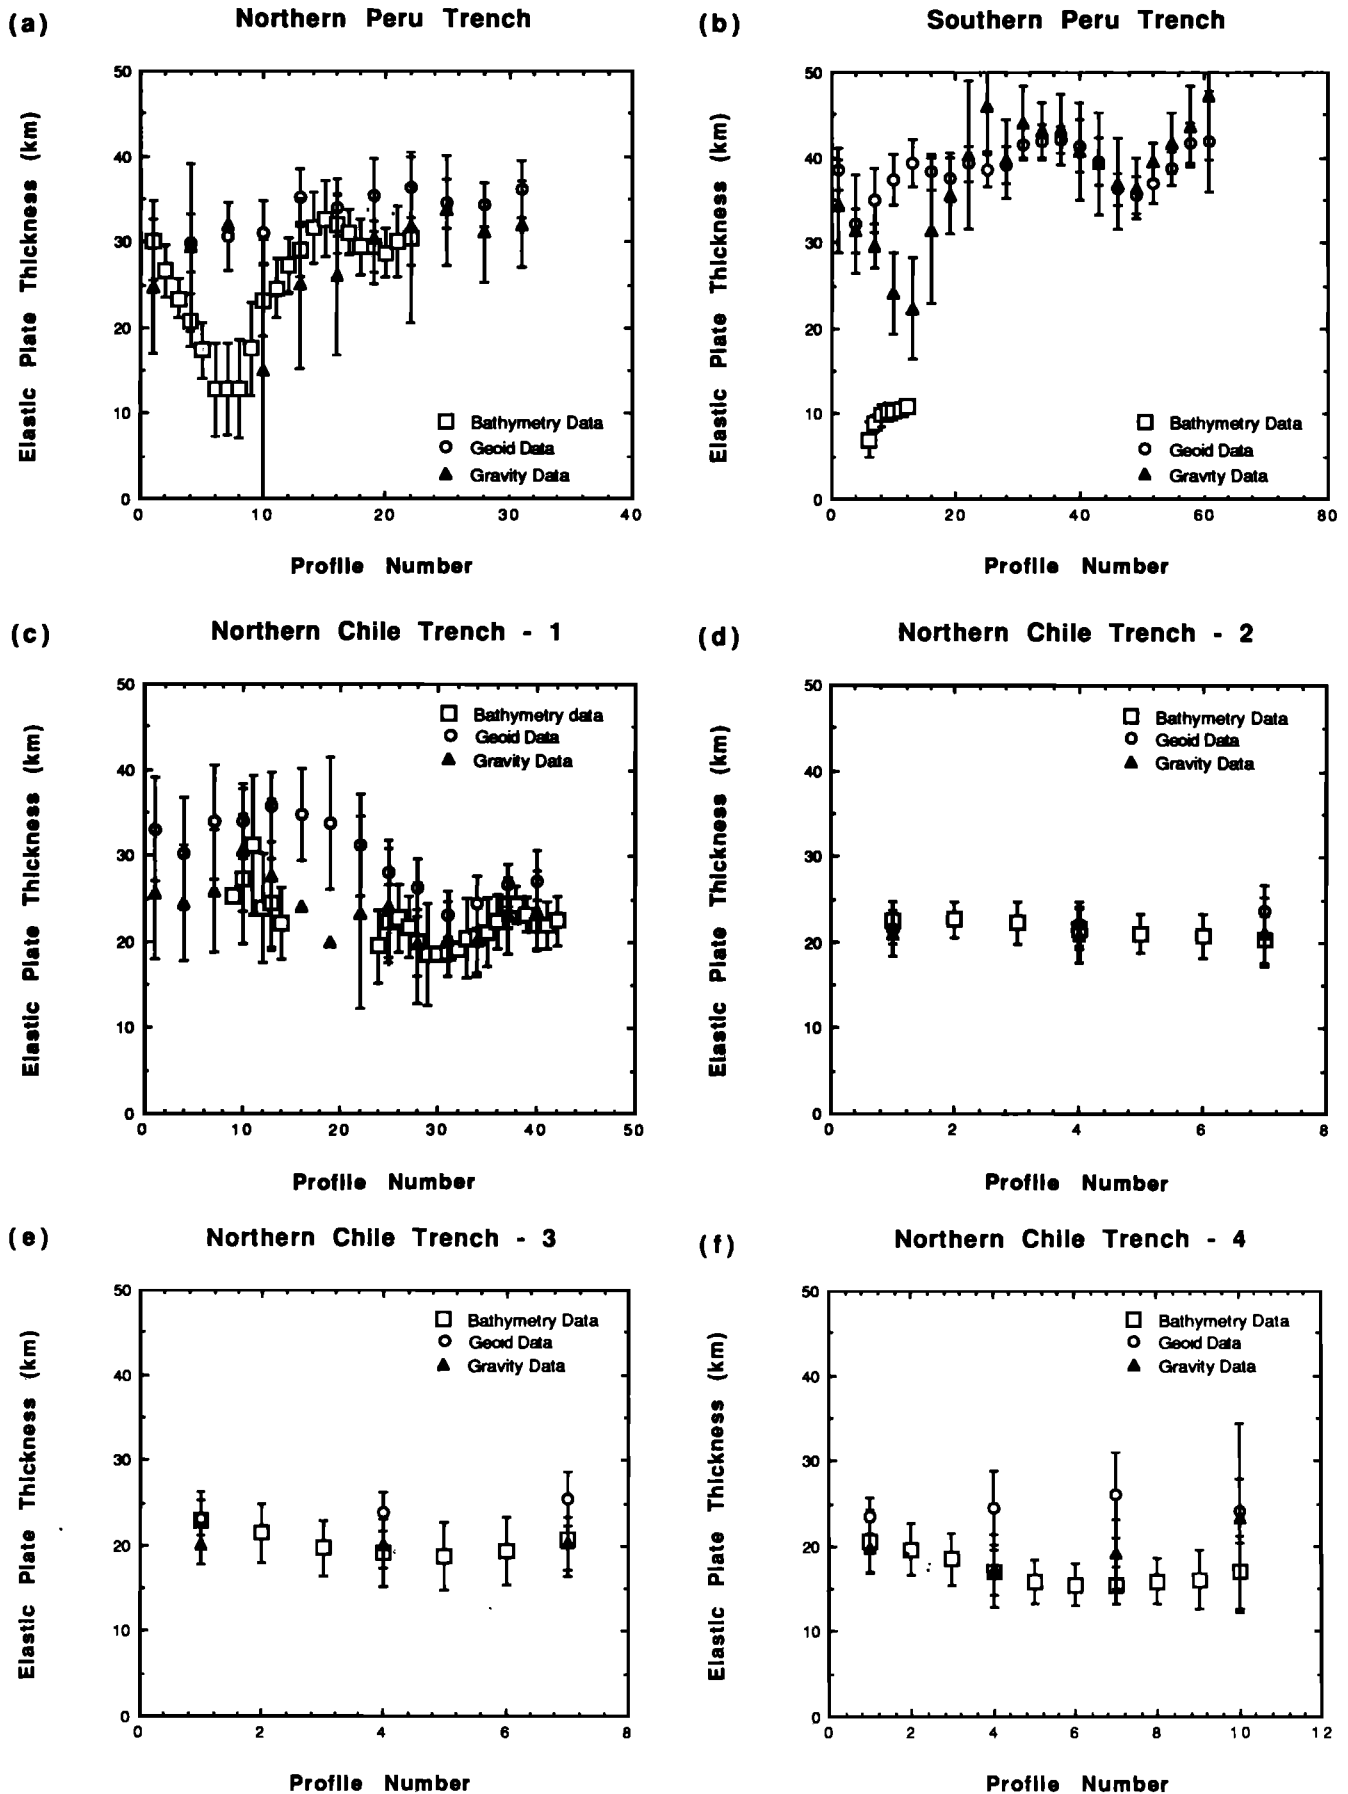 (a) Northern Peru Trench
Elastic Plate Thickness (km)
50
40
30
20
10
0
Bathymetry Data
Geoid Data
Gravity Data
0 10 20 30 40
Profile Number
(b) Southern Peru Trench
Elastic Plate Thickness (km)
50
40
30
20
10
0
Bathymetry Data
Geoid Data
Gravity Data
0 20 40 60 80
Profile Number
(c) Northern Chile Trench - 1
Elastic Plate Thickness (km)
50
40
30
20
10
0
Bathymetry data
Geoid Data
Gravity Data
0 10 20 30 40 50
Profile Number
(d) Northern Chile Trench - 2
Elastic Plate Thickness (km)
50
40
30
20
10
0
Bathymetry Data
Geoid Data
Gravity Data
0 2 4 6 8
Profile Number
(e) Northern Chile Trench - 3
Elastic Plate Thickness (km)
50
40
30
20
10
0
Bathymetry Data
Geoid Data
Gravity Data
0 2 4 6 8
Profile Number
(f) Northern Chile Trench - 4
Elastic Plate Thickness (km)
50
40
30
20
10
0
Bathymetry Data
Geoid Data
Gravity Data
0 2 4 6 8 10 12
Profile Number